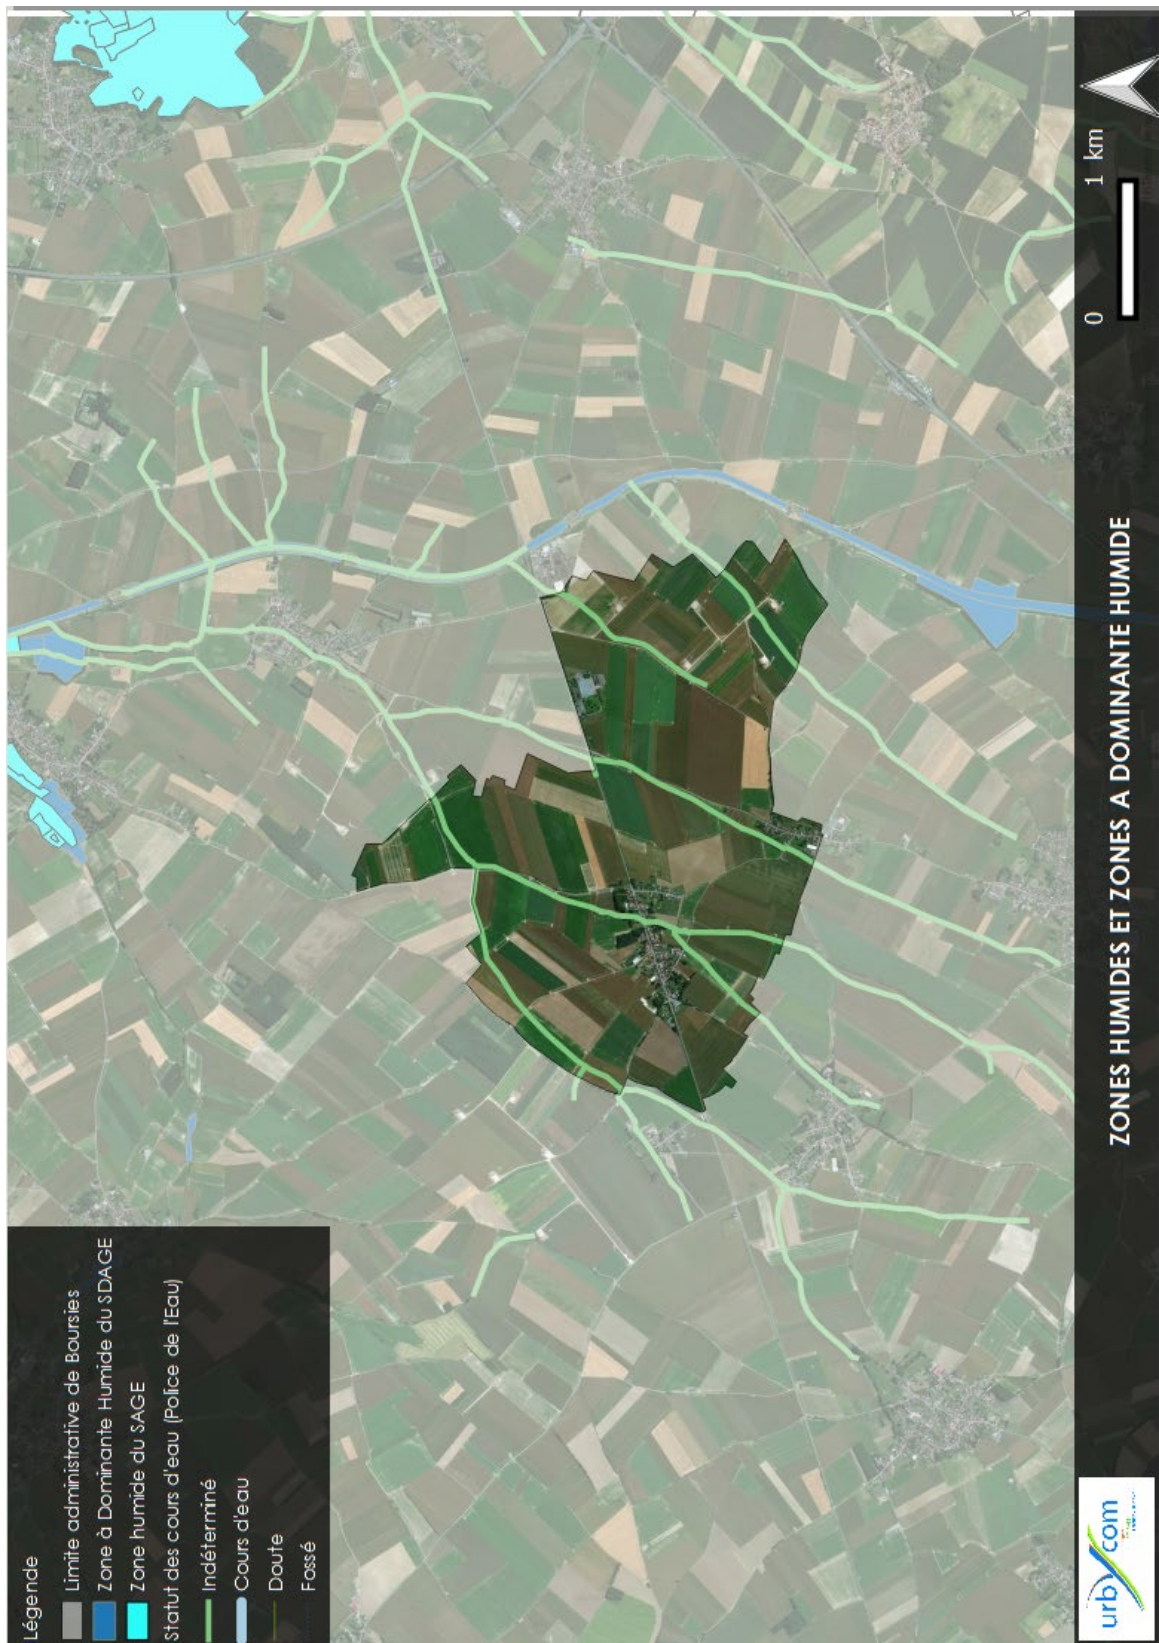 Légende
Limite administrative de Boursies
Zone à Dominante Humide du SDAGE
Zone humide du SAGE
Statut des cours d'eau (Police de l'Eau)
Indéterminé
Cours d'eau
Doute
Fossé
ZONES HUMIDES ET ZONES A DOMINANTE HUMIDE
0 1 km
urbycom